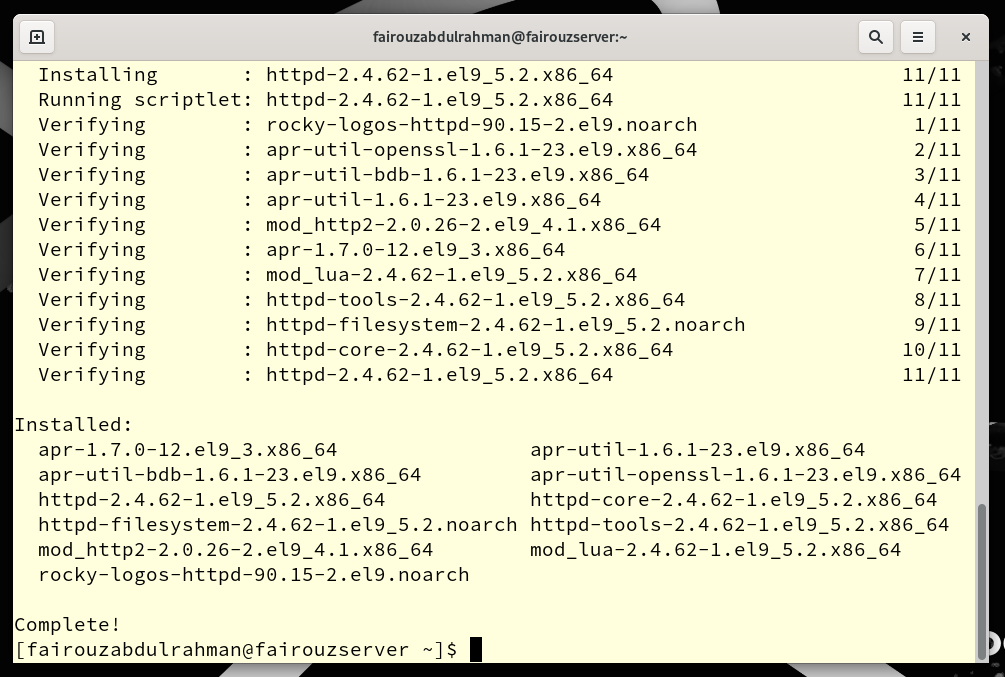 fairouzabdulrahman@fairouzserver:~
Installing : httpd-2.4.62-1.el9_5.2.x86_64 11/11
Running scriptlet: httpd-2.4.62-1.el9_5.2.x86_64 11/11
Verifying : rocky-logos-httpd-90.15-2.el9.noarch 1/11
Verifying : apr-util-openssl-1.6.1-23.el9.x86_64 2/11
Verifying : apr-util-bdb-1.6.1-23.el9.x86_64 3/11
Verifying : apr-util-1.6.1-23.el9.x86_64 4/11
Verifying : mod_http2-2.0.26-2.el9_4.1.x86_64 5/11
Verifying : apr-1.7.0-12.el9_3.x86_64 6/11
Verifying : mod_lua-2.4.62-1.el9_5.2.x86_64 7/11
Verifying : httpd-tools-2.4.62-1.el9_5.2.x86_64 8/11
Verifying : httpd-filesystem-2.4.62-1.el9_5.2.noarch 9/11
Verifying : httpd-core-2.4.62-1.el9_5.2.x86_64 10/11
Verifying : httpd-2.4.62-1.el9_5.2.x86_64 11/11
Installed:
apr-1.7.0-12.el9_3.x86_64 apr-util-1.6.1-23.el9.x86_64
apr-util-bdb-1.6.1-23.el9.x86_64 apr-util-openssl-1.6.1-23.el9.x86_64
httpd-2.4.62-1.el9_5.2.x86_64 httpd-core-2.4.62-1.el9_5.2.x86_64
httpd-filesystem-2.4.62-1.el9_5.2.noarch httpd-tools-2.4.62-1.el9_5.2.x86_64
mod_http2-2.0.26-2.el9_4.1.x86_64 mod_lua-2.4.62-1.el9_5.2.x86_64
rocky-logos-httpd-90.15-2.el9.noarch
Complete!
[fairouzabdulrahman@fairouzserver ~]$